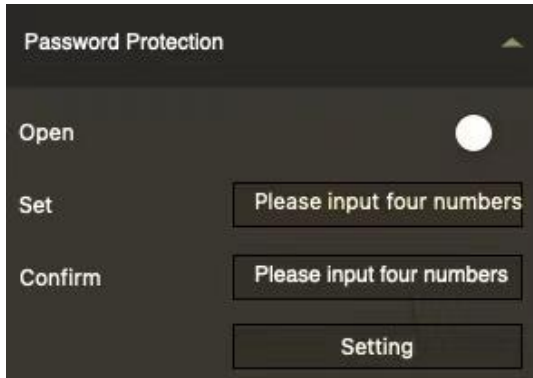 Password Protection
Open
Set
Please input four numbers
Confirm
Please input four numbers
Setting